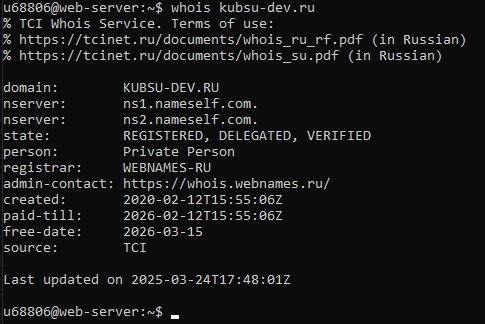 u68806@web-server:~$ whois kubsu-dev.ru
% TCI Whois Service. Terms of use:
% https://tcinet.ru/documents/whois_ru_rf.pdf (in Russian)
% https://tcinet.ru/documents/whois_su.pdf (in Russian)

domain:        KUBSU-DEV.RU
nserver:       ns1.nameself.com.
nserver:       ns2.nameself.com.
state:         REGISTERED, DELEGATED, VERIFIED
person:        Private Person
registrar:     WEBNAMES-RU
admin-contact: https://whois.webnames.ru/
created:       2020-02-12T15:55:06Z
paid-till:     2026-02-12T15:55:06Z
free-date:     2026-03-15
source:        TCI

Last updated on 2025-03-24T17:48:01Z

u68806@web-server:~$